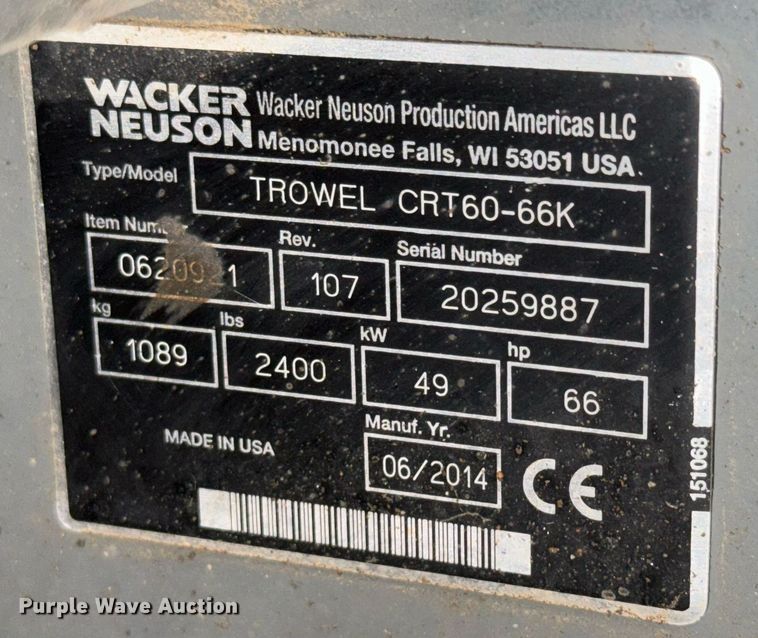 WACKER NEUSON
Wacker Neuson Production Americas LLC
Menomonee Falls, WI 53051 USA
Type/Model TROWEL CRT60-66K
Rev. Serial Number
107 20259887
kg lbs kW hp
1089 2400 49 66
Manuf. Yr.
MADE IN USA 06/2014 CE
151068
Purple Wave Auction